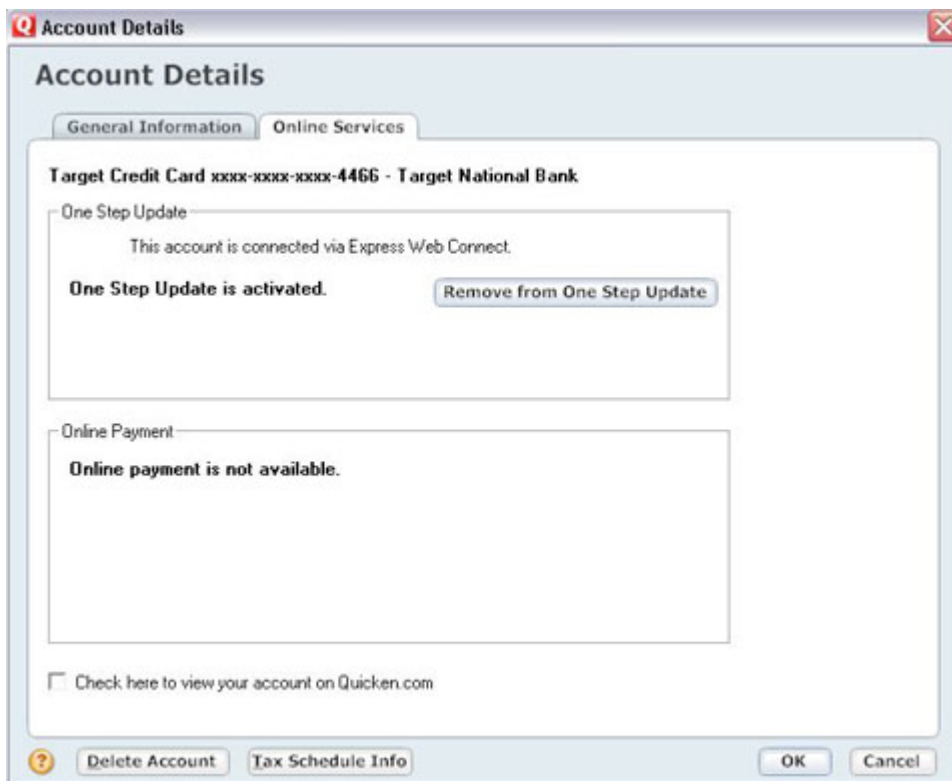 Account Details
Account Details
General Information Online Services
Target Credit Card xxxx-xxxx-xxxx-4466 - Target National Bank
One Step Update
This account is connected via Express Web Connect.
One Step Update is activated. Remove from One Step Update
Online Payment
Online payment is not available.
Check here to view your account on Quicken.com
? Delete Account Tax Schedule Info OK Cancel